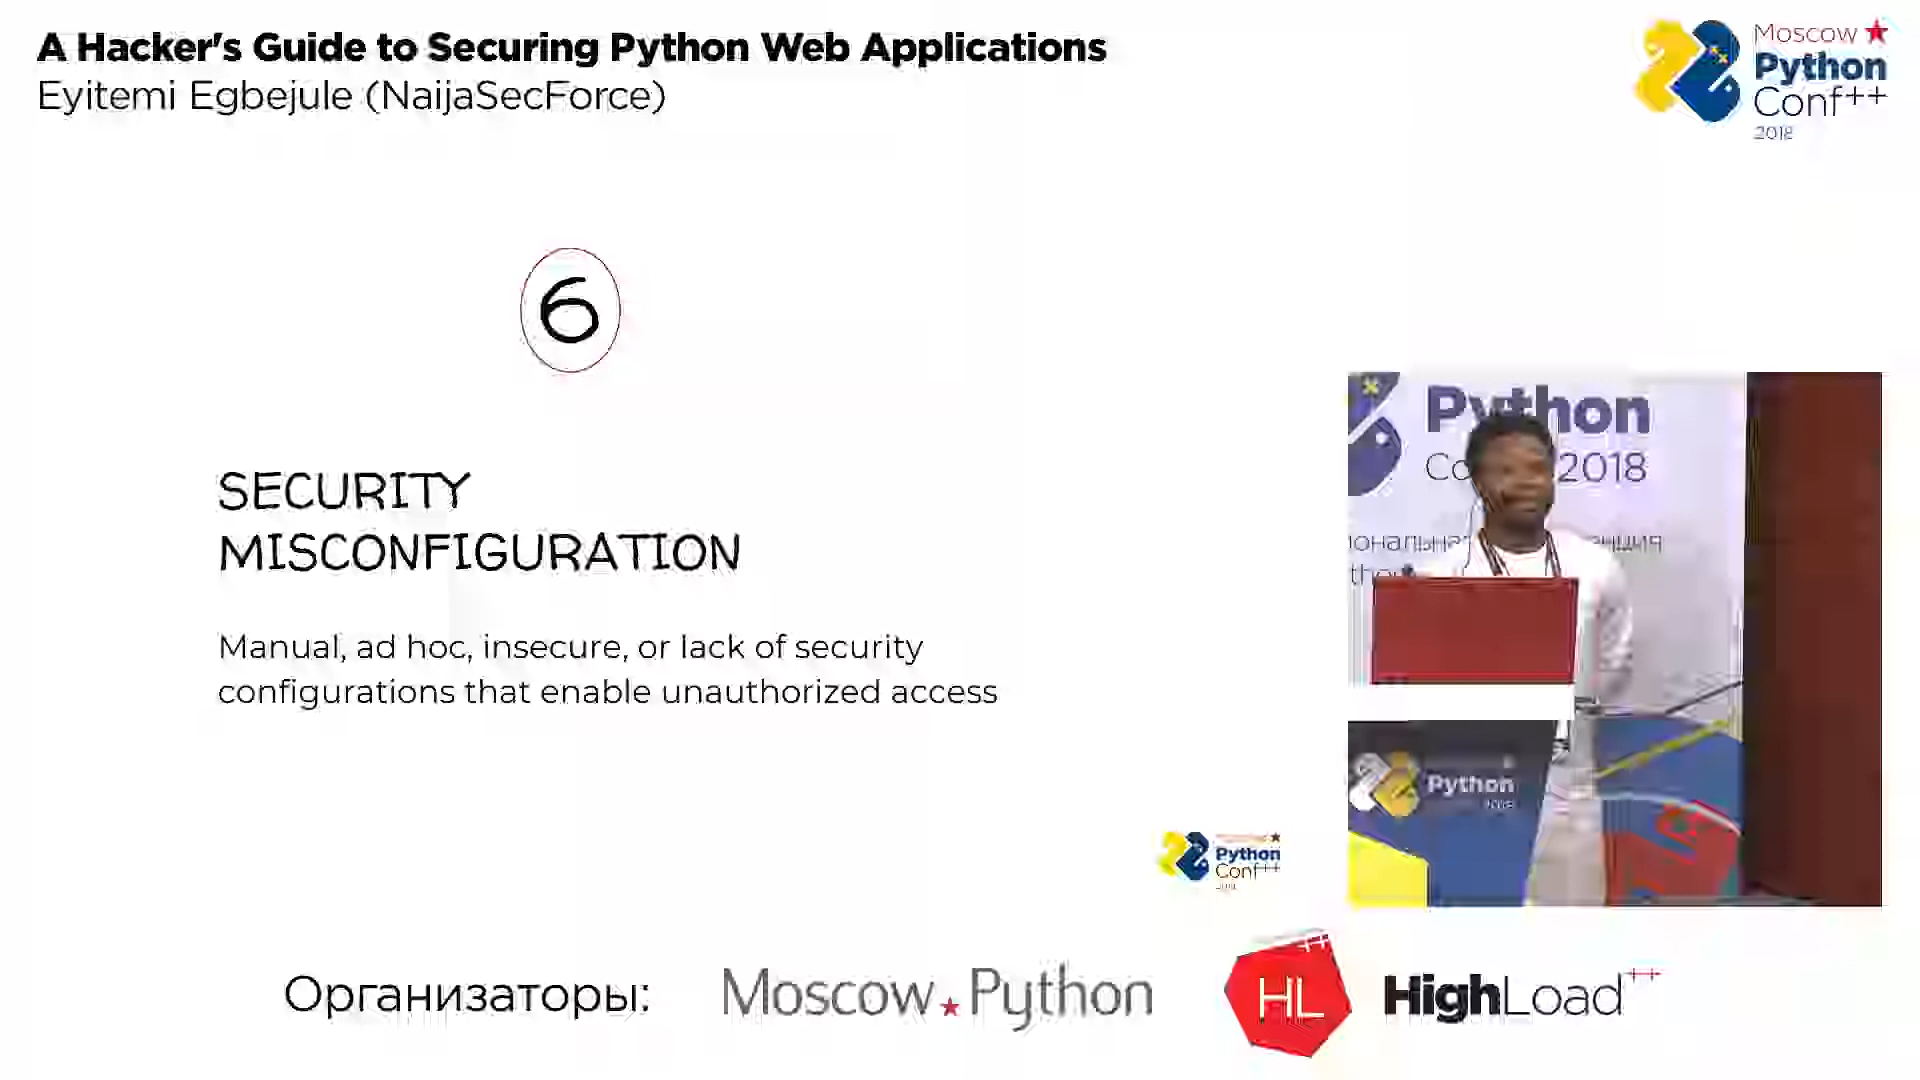 A Hacker's Guide to Securing Python Web Applications
Eyitemi Egbejule (NaijaSecForce)
Moscow
Python
Conf++
2018
6
SECURITY
MISCONFIGURATION
Manual, ad hoc, insecure, or lack of security
configurations that enable unauthorized access
Python
2018
Python
Python
Conf++
Организаторы:
Moscow Python
HL
HighLoad++